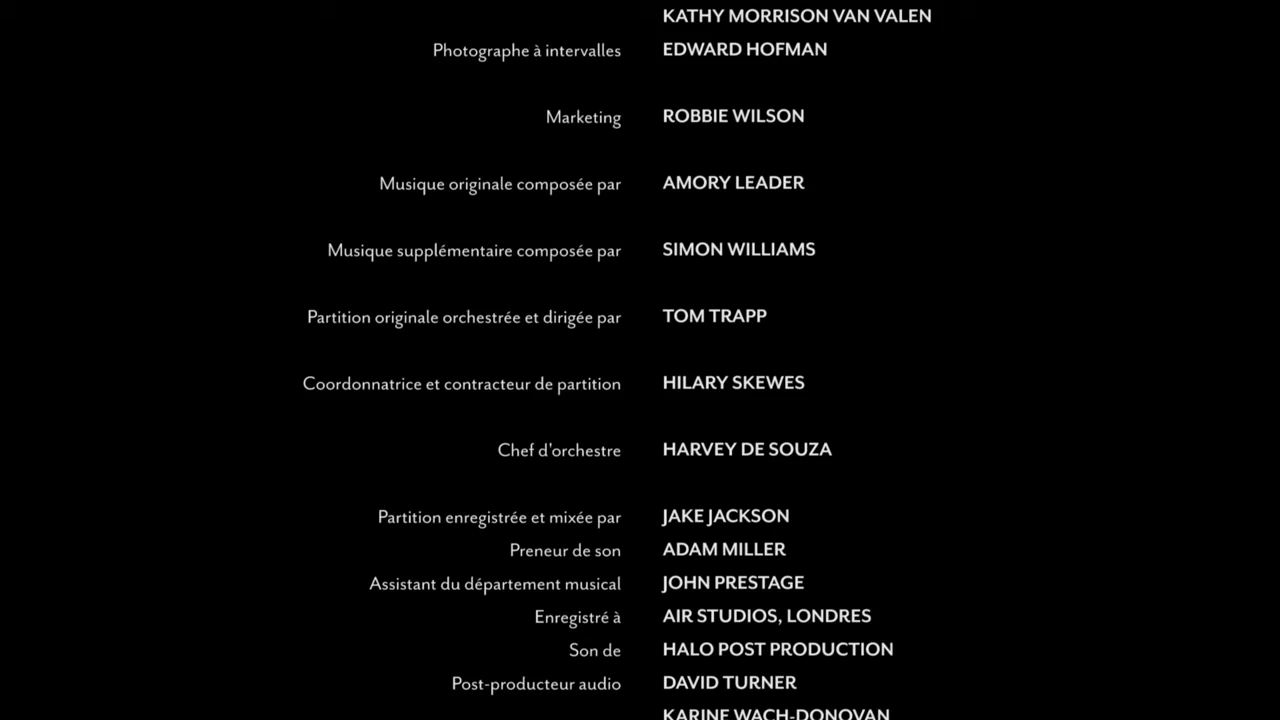 KATHY MORRISON VAN VALEN
Photographe à intervalles EDWARD HOFMAN
Marketing ROBBIE WILSON
Musique originale composée par AMORY LEADER
Musique supplémentaire composée par SIMON WILLIAMS
Partition originale orchestrée et dirigée par TOM TRAPP
Coordonnatrice et contracteur de partition HILARY SKEWES
Chef d'orchestre HARVEY DE SOUZA
Partition enregistrée et mixée par JAKE JACKSON
Preneur de son ADAM MILLER
Assistant du département musical JOHN PRESTAGE
Enregistré à AIR STUDIOS, LONDRES
Son de HALO POST PRODUCTION
Post-producteur audio DAVID TURNER
KARINE WACH-DONOVAN